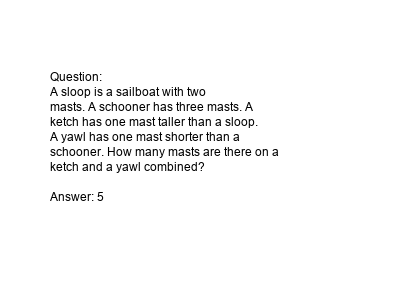 Question:
A sloop is a sailboat with two
masts. A schooner has three masts. A
ketch has one mast taller than a sloop.
A yawl has one mast shorter than a
schooner. How many masts are there on a
ketch and a yawl combined?
Answer: 5